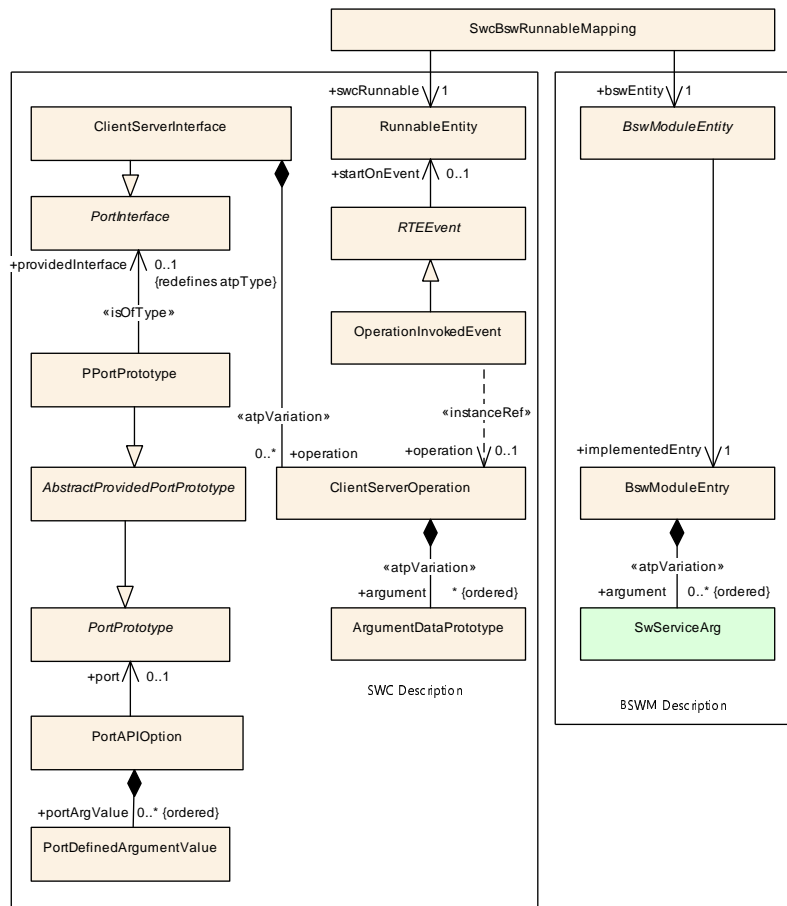 SwcBswRunnableMapping
+swcRunnable 1
+bswEntity 1
ClientServerInterface
RunnableEntity
BswModuleEntity
+startOnEvent 0..1
PortInterface
RTEEvent
+providedInterface 0..1
{redefines atpType}
«isOfType»
OperationInvokedEvent
PPortPrototype
«atpVariation»
«instanceRef»
0..* +operation
+operation 0..1
+implementedEntry 1
AbstractProvidedPortPrototype
ClientServerOperation
BswModuleEntry
«atpVariation»
«atpVariation»
+argument * {ordered}
+argument 0..* {ordered}
PortPrototype
ArgumentDataPrototype
SwServiceArg
+port 0..1
SWC Description
BSWM Description
PortAPIOption
+portArgValue 0..* {ordered}
PortDefinedArgumentValue